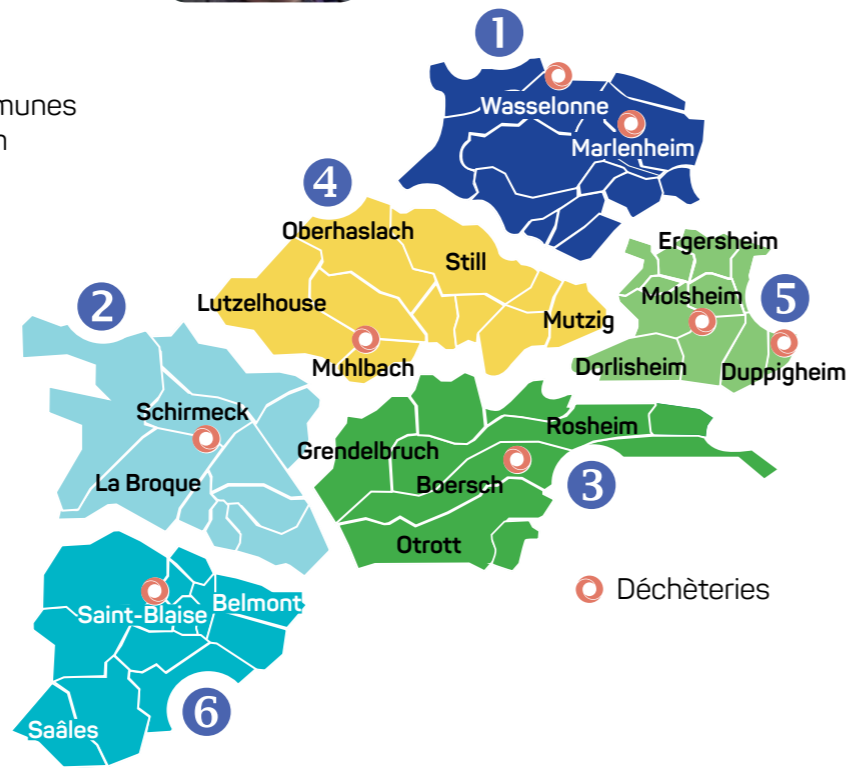 munes
1
Wasselonne
Marlenheim
4
Oberhaslach
Still
Ergersheim
2
Lutzelhouse
Molsheim
5
Mutzig
Muhlbach
Dorlisheim
Duppigheim
Schirmeck
Rosheim
Grendelbruch
La Broque
Boersch
3
Otrott
Déchèteries
Belmont
Saint-Blaise
6
Saâles